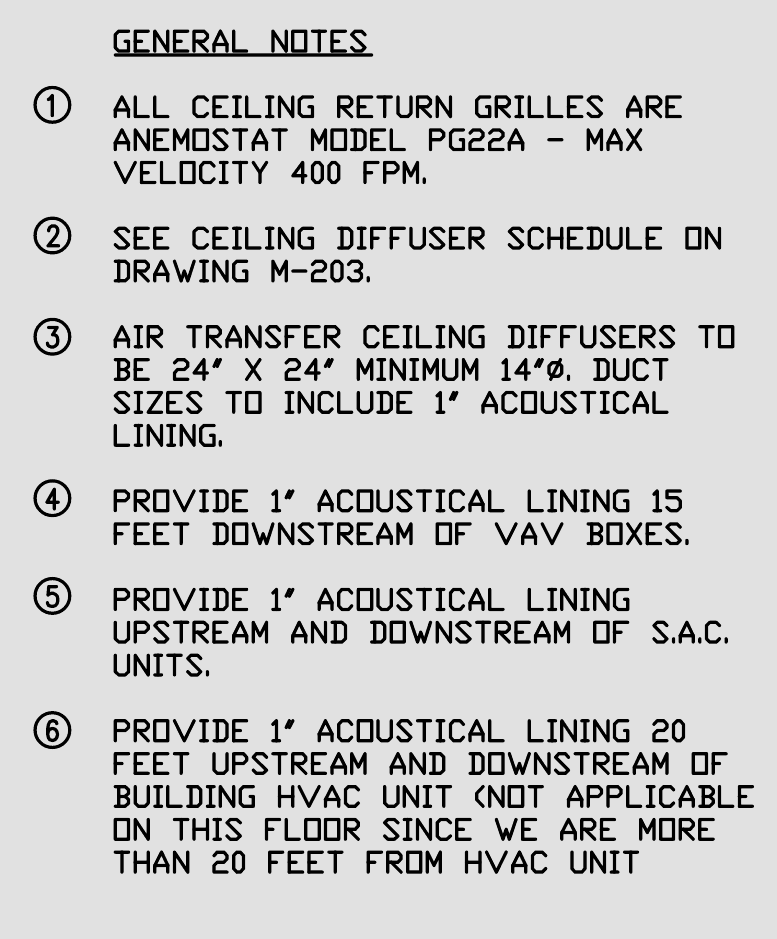 GENERAL NOTES
1 ALL CEILING RETURN GRILLES ARE
ANEMOSTAT MODEL PG22A - MAX
VELOCITY 400 FPM.
2 SEE CEILING DIFFUSER SCHEDULE ON
DRAWING M-203.
3 AIR TRANSFER CEILING DIFFUSERS TO
BE 24" X 24" MINIMUM 14"Ø. DUCT
SIZES TO INCLUDE 1" ACOUSTICAL
LINING.
4 PROVIDE 1" ACOUSTICAL LINING 15
FEET DOWNSTREAM OF VAV BOXES.
5 PROVIDE 1" ACOUSTICAL LINING
UPSTREAM AND DOWNSTREAM OF S.A.C.
UNITS.
6 PROVIDE 1" ACOUSTICAL LINING 20
FEET UPSTREAM AND DOWNSTREAM OF
BUILDING HVAC UNIT (NOT APPLICABLE
ON THIS FLOOR SINCE WE ARE MORE
THAN 20 FEET FROM HVAC UNIT